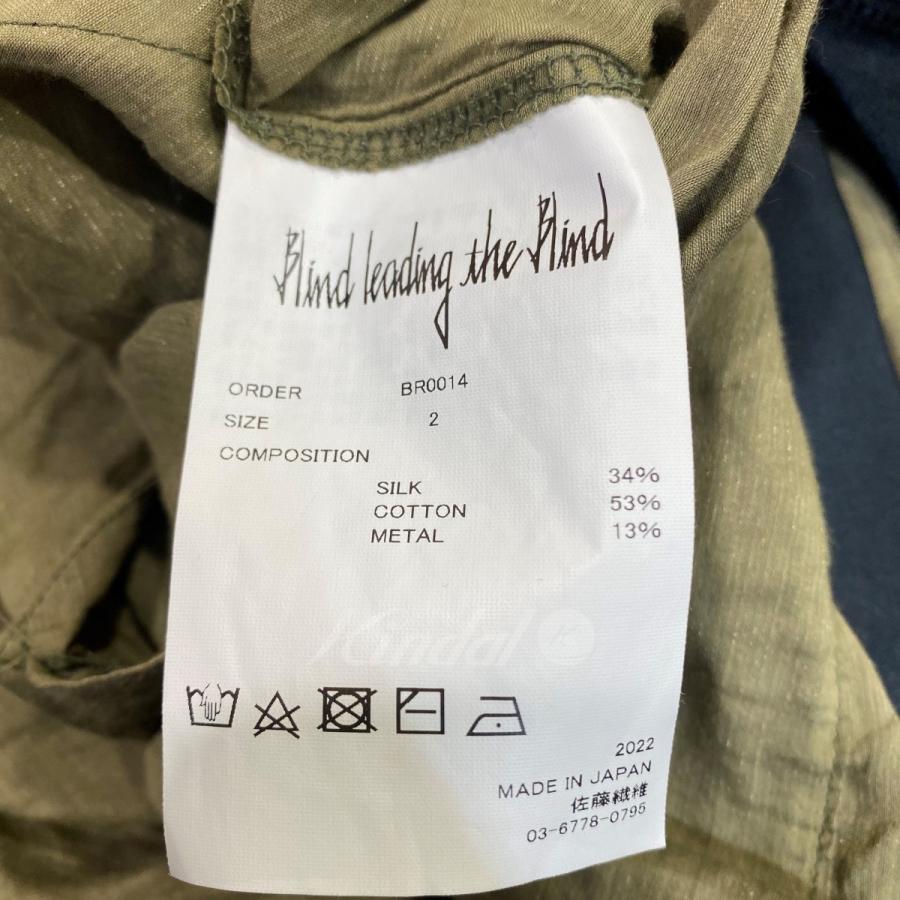 Blind leading the Blind
ORDER BR0014
SIZE 2
COMPOSITION
SILK 34%
COTTON 53%
METAL 13%
Kindal
2022
MADE IN JAPAN
佐藤繊維
03-6778-0795